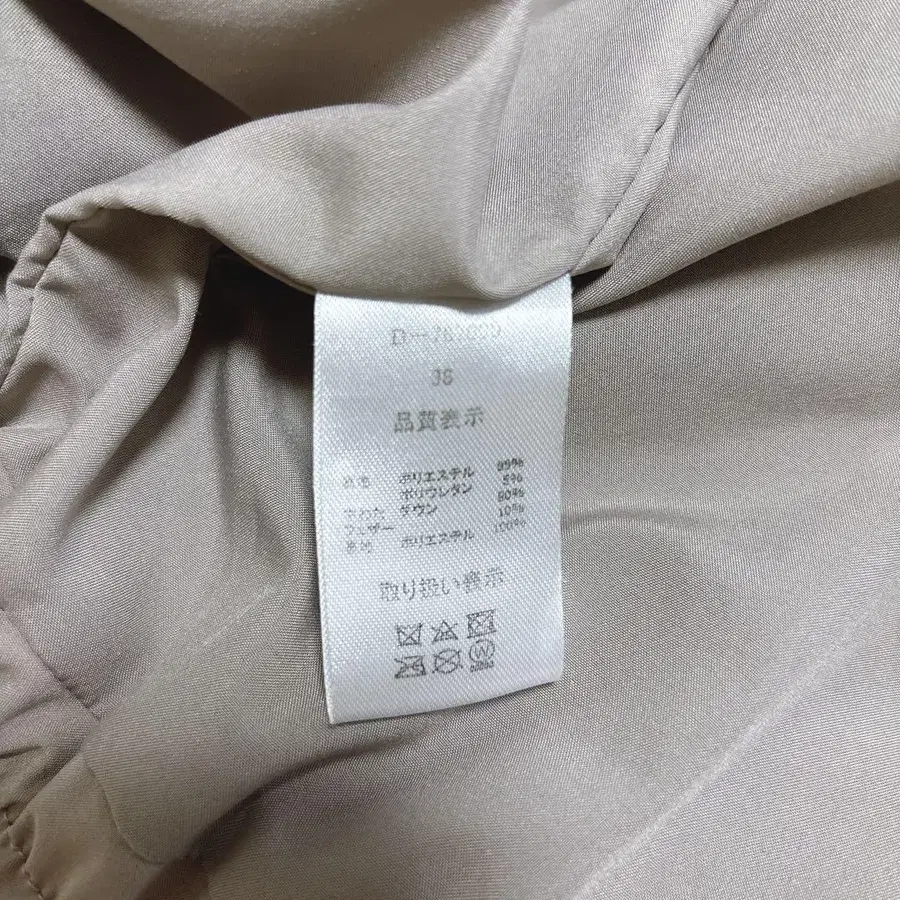 38
品質表示
ポリエステル 95%
ポリウレタン 5%
ダウン
フェザー 10%
ポリエステル 100%
取り扱い表示